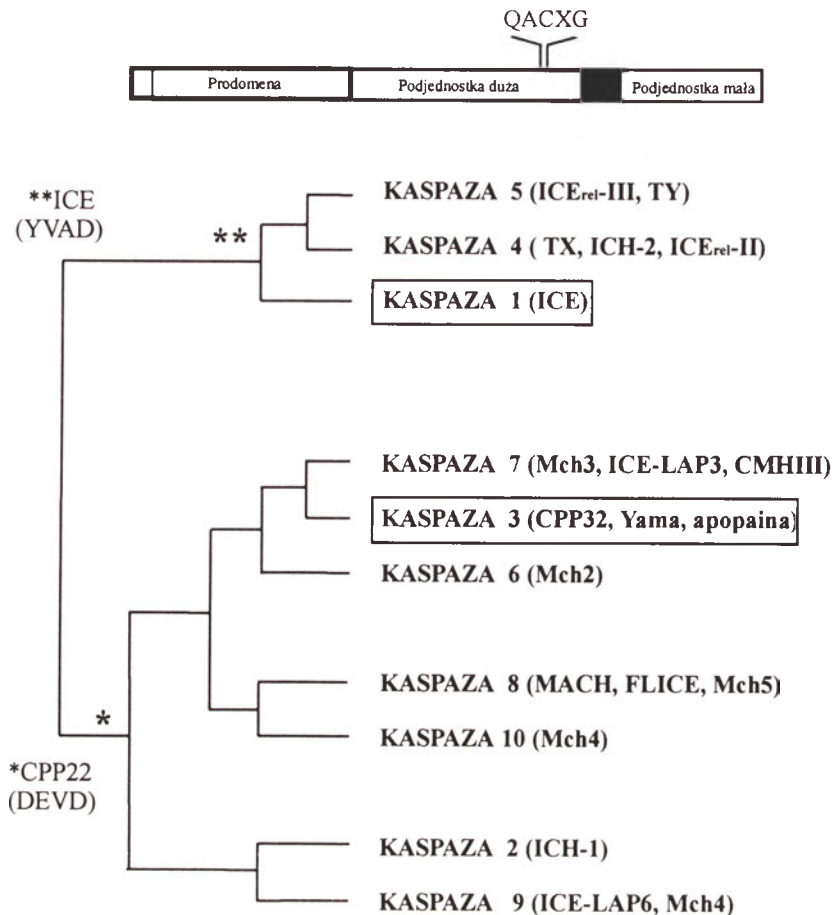 QACXG
Prodomena Podjednostka duża Podjednostka mała
**ICE
(YVAD)
**
KASPAZA 5 (ICErel-III, TY)
KASPAZA 4 ( TX, ICH-2, ICErel-II)
KASPAZA 1 (ICE)
KASPAZA 7 (Mch3, ICE-LAP3, CMHIII)
KASPAZA 3 (CPP32, Yama, apopaina)
KASPAZA 6 (Mch2)
KASPAZA 8 (MACH, FLICE, Mch5)
*
KASPAZA 10 (Mch4)
*CPP22
(DEVD)
KASPAZA 2 (ICH-1)
KASPAZA 9 (ICE-LAP6, Mch4)